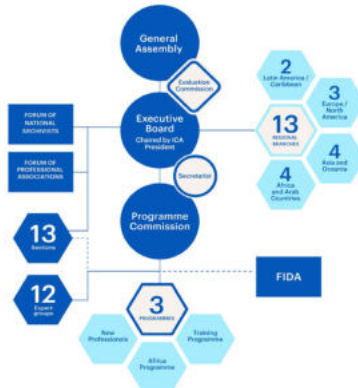 General
Assembly
Evaluation
Commission
Executive
Board
Chaired by ICA
President
Secretariat
Programme
Commission
FORUM OF
NATIONAL
ARCHIVISTS
FORUM OF
PROFESSIONAL
ASSOCIATIONS
13
Sections
12
Expert
groups
2
Latin America /
Caribbean
3
Europe /
North
America
13
REGIONAL
BRANCHES
4
Asia and
Oceania
4
Africa
and Arab
Countries
FIDA
3
PROGRAMMES
New
Professionals
Africa
Programme
Training
Programme